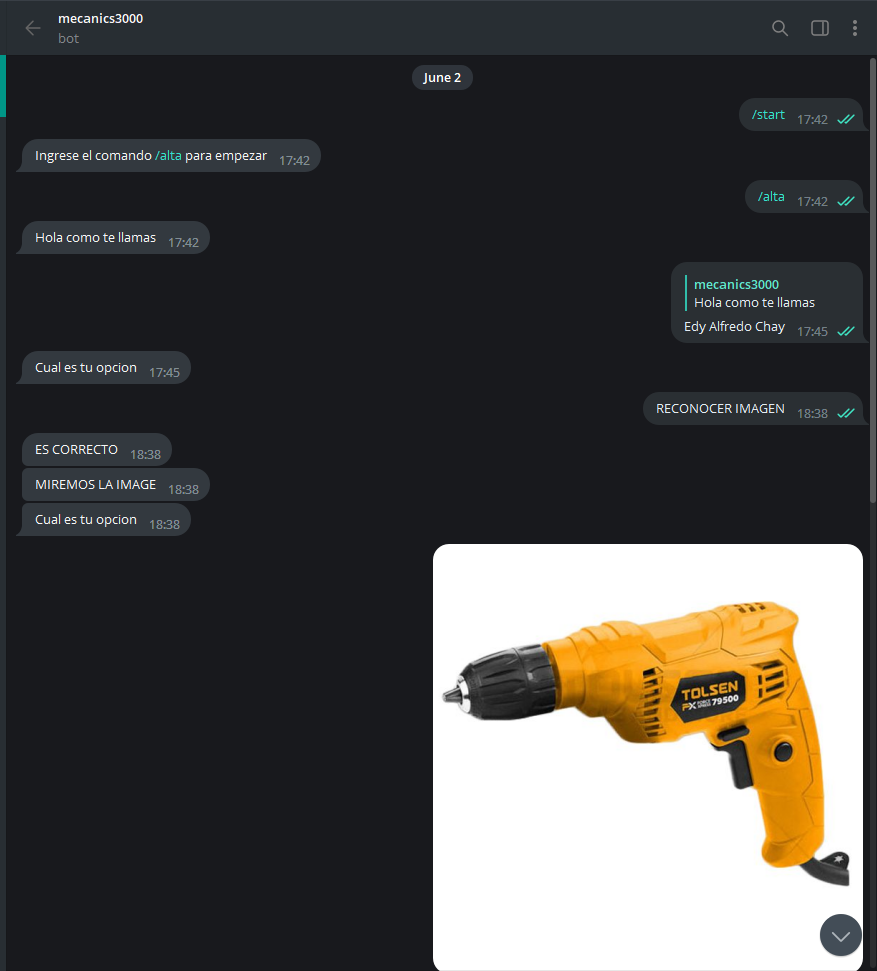 mecanics3000
bot
June 2
/start 17:42
Ingrese el comando /alta para empezar 17:42
/alta 17:42
Hola como te llamas 17:42
mecanics3000
Hola como te llamas
Edy Alfredo Chay 17:45
Cual es tu opcion 17:45
RECONOCER IMAGEN 18:38
ES CORRECTO 18:38
MIREMOS LA IMAGE 18:38
Cual es tu opcion 18:38
TOLSEN
FX 79500